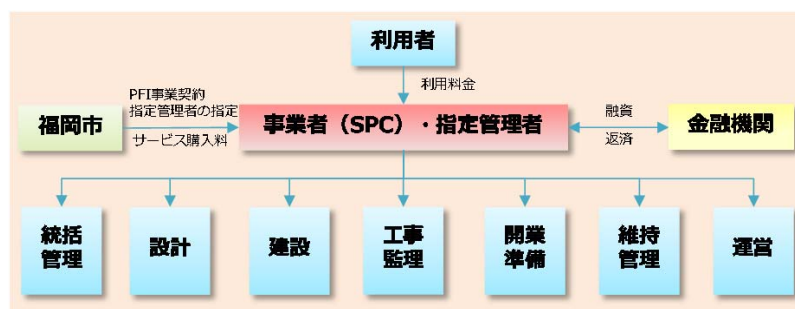 利用者
利用料金
PFI事業契約
指定管理者の指定
サービス購入料
福岡市
事業者（SPC）・指定管理者
融資
返済
金融機関
統括
管理
設計
建設
工事
監理
開業
準備
維持
管理
運営